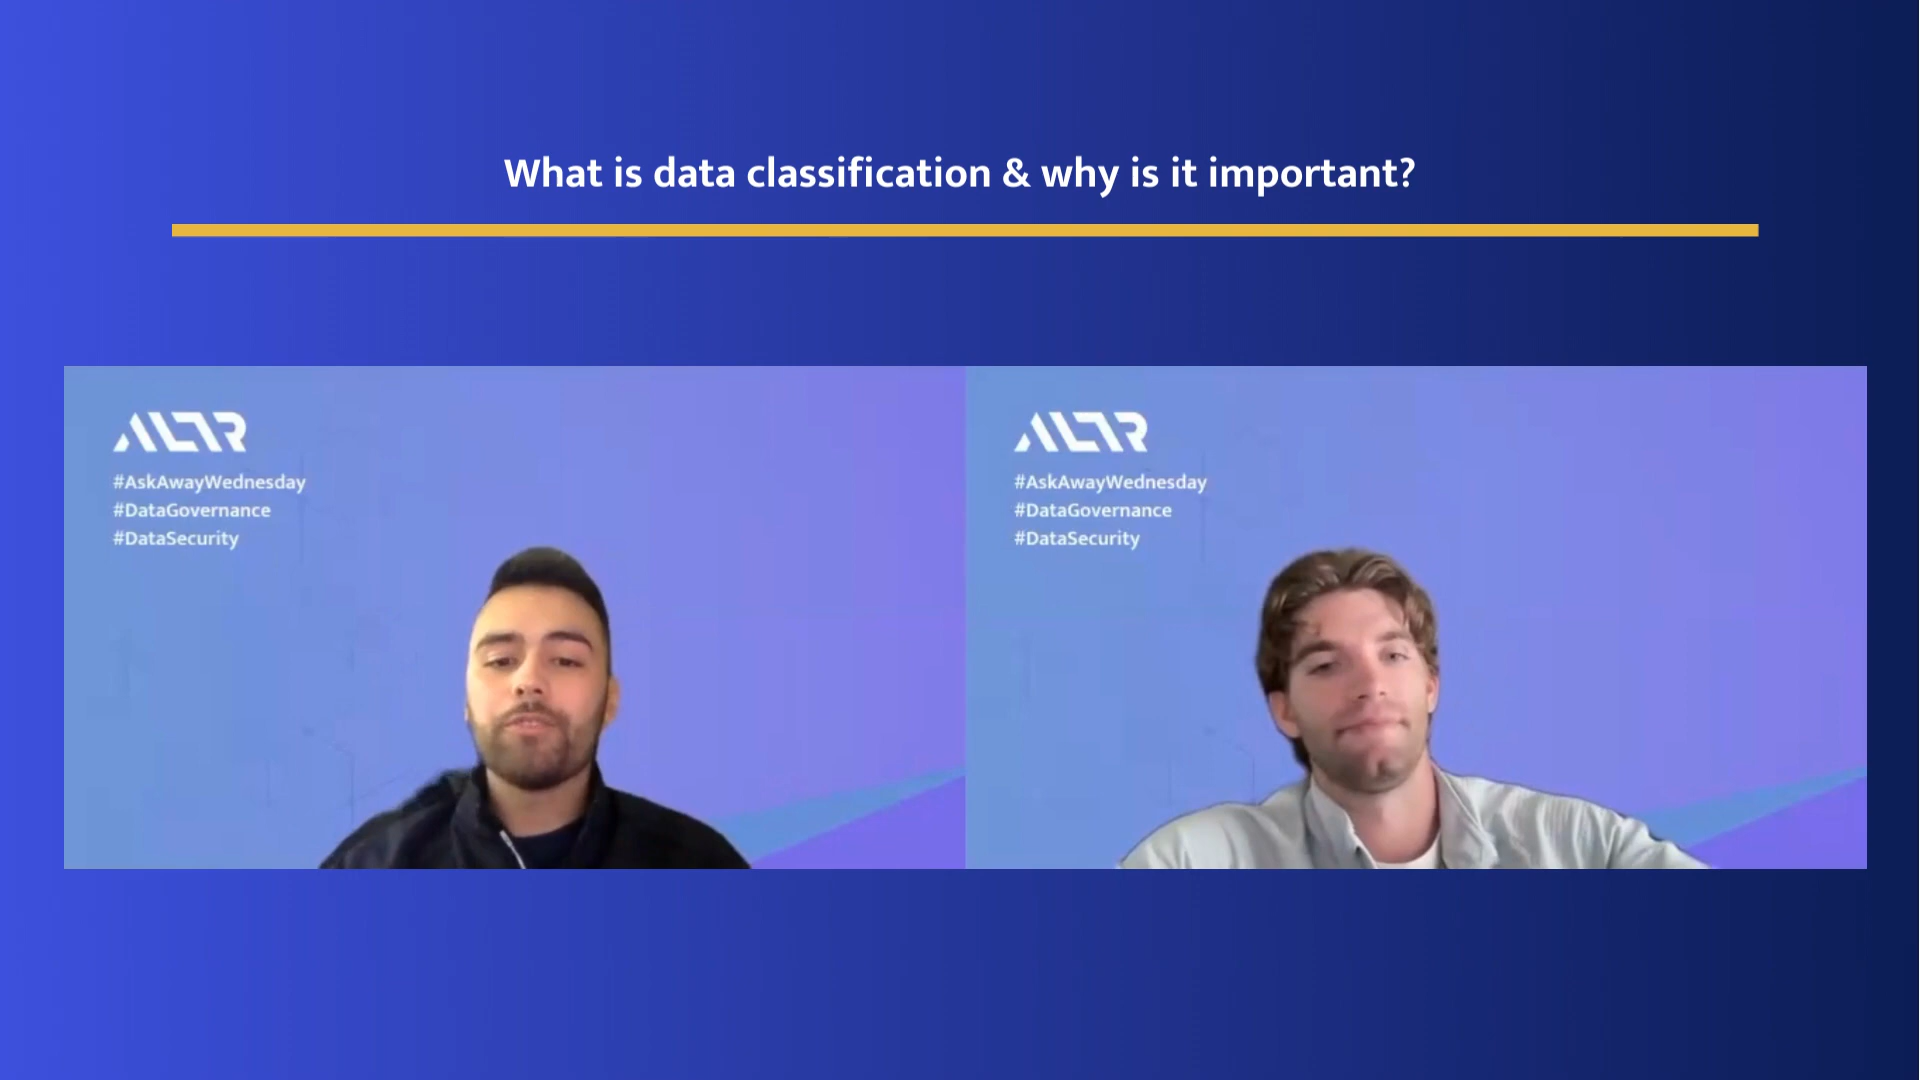 What is data classification & why is it important?
ALTR
#AskAwayWednesday
#DataGovernance
#DataSecurity
ALTR
#AskAwayWednesday
#DataGovernance
#DataSecurity